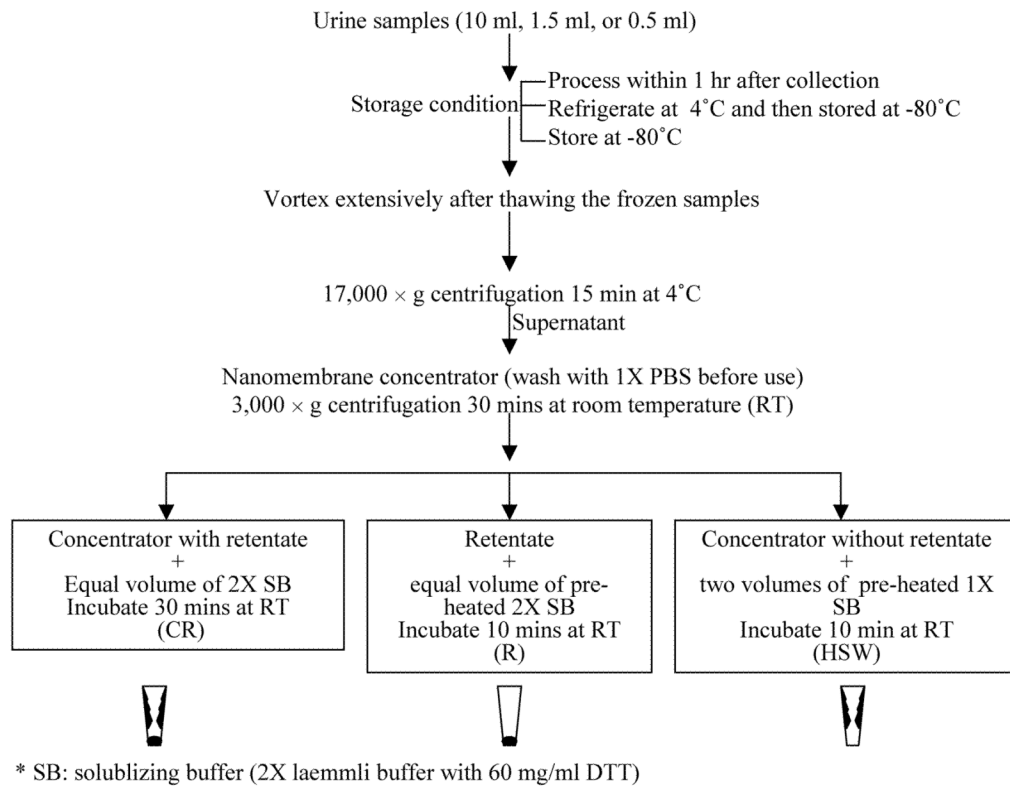 Urine samples (10 ml, 1.5 ml, or 0.5 ml)
Storage condition
Process within 1 hr after collection
Refrigerate at 4˚C and then stored at -80˚C
Store at -80˚C
Vortex extensively after thawing the frozen samples
17,000 × g centrifugation 15 min at 4˚C
Supernatant
Nanomembrane concentrator (wash with 1X PBS before use)
3,000 × g centrifugation 30 mins at room temperature (RT)
Concentrator with retentate
+
Equal volume of 2X SB
Incubate 30 mins at RT
(CR)
Retentate
+
equal volume of pre-
heated 2X SB
Incubate 10 mins at RT
(R)
Concentrator without retentate
+
two volumes of pre-heated 1X
SB
Incubate 10 min at RT
(HSW)
* SB: solublizing buffer (2X laemmli buffer with 60 mg/ml DTT)